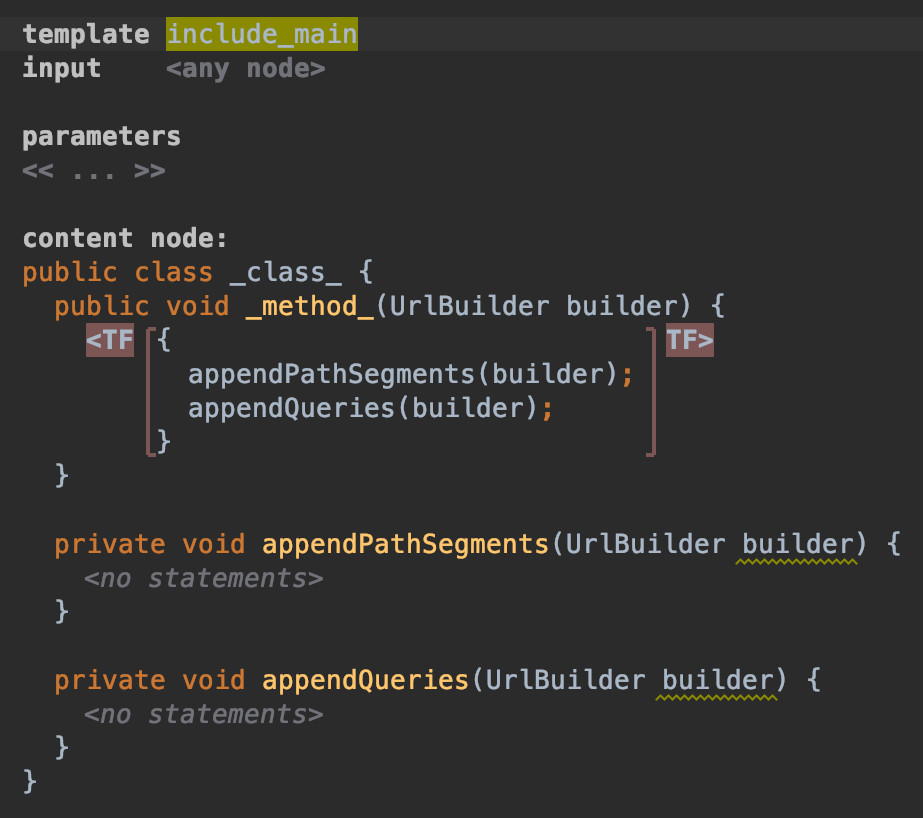 template include_main
input    <any node>
parameters
<< ... >>
content node:
public class _class_ {
  public void _method_(UrlBuilder builder) {
    <TF [{                              ] TF>
          appendPathSegments(builder);
          appendQueries(builder);
        }
  }
  private void appendPathSegments(UrlBuilder builder) {
    <no statements>
  }
  private void appendQueries(UrlBuilder builder) {
    <no statements>
  }
}